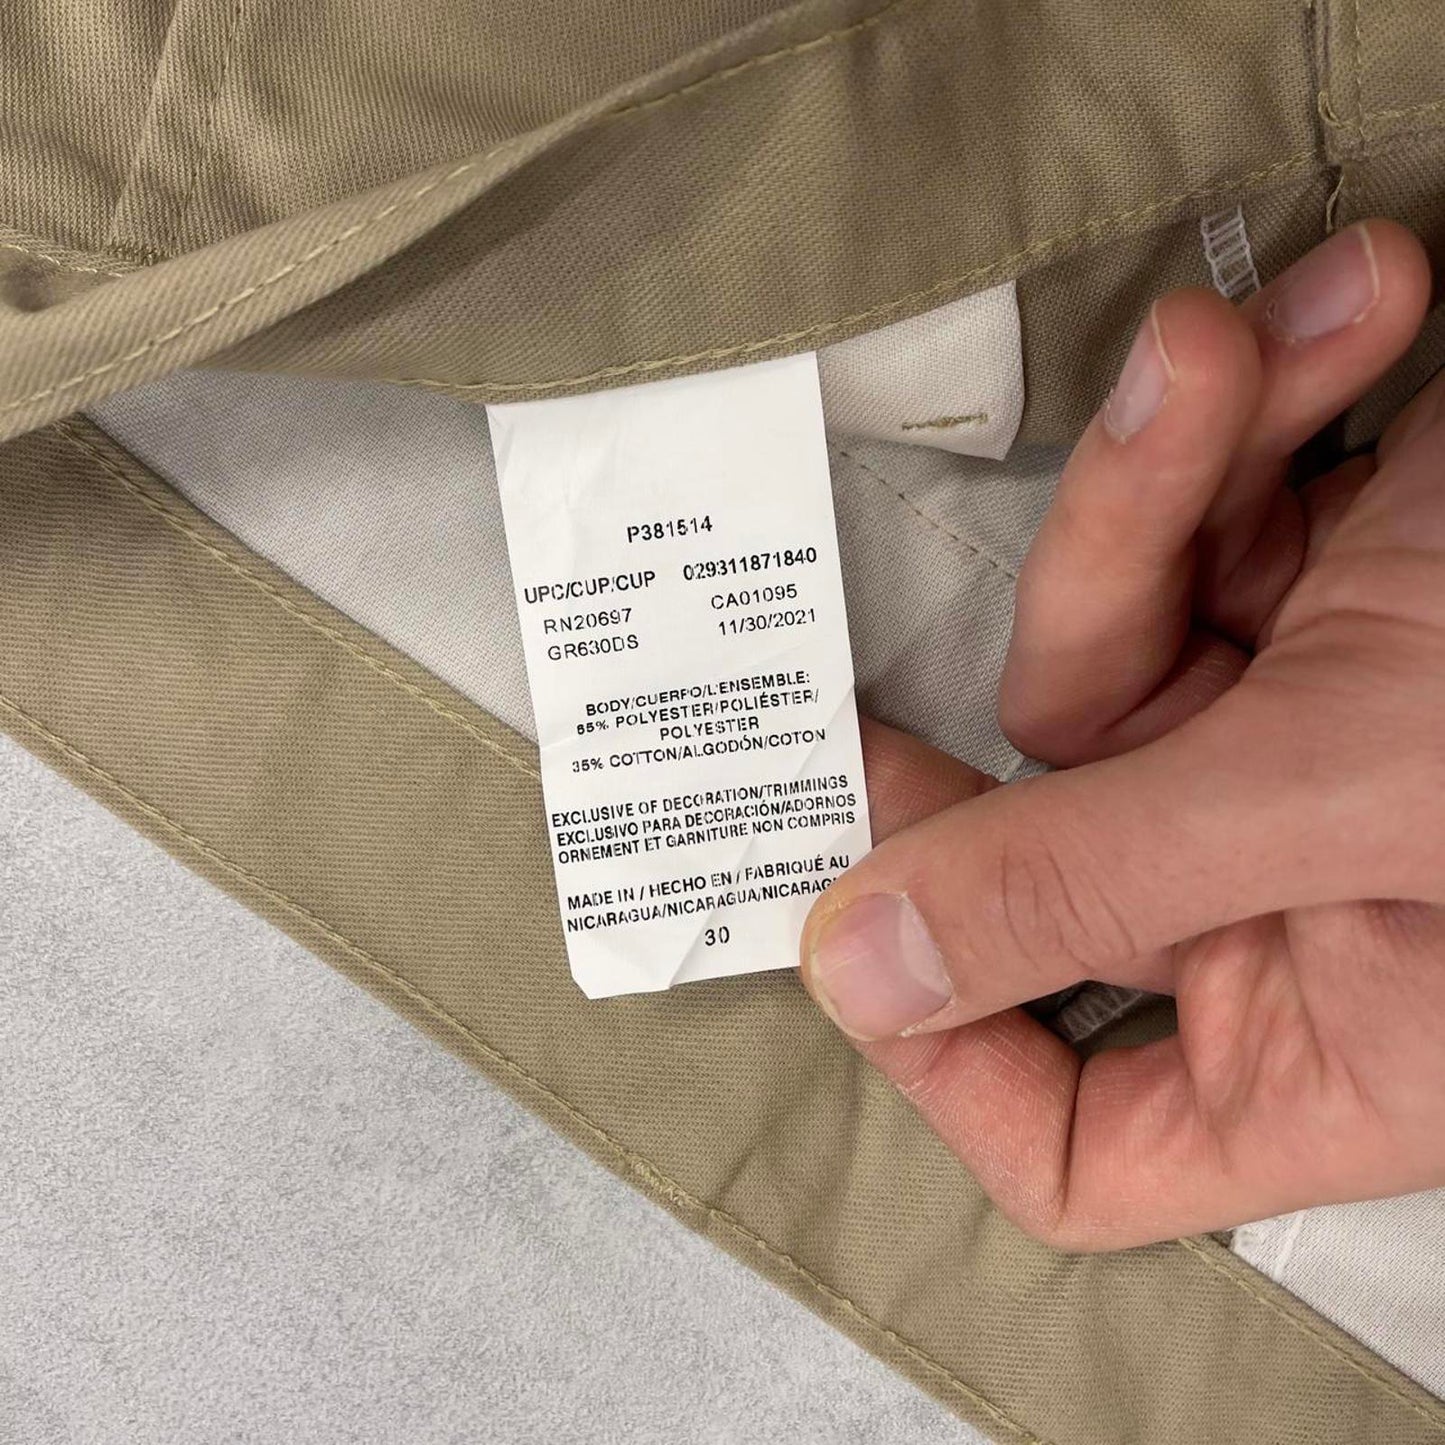 P381514
UPC/CUP/CUP 029311871840
RN20697 CA01095
GR630DS 11/30/2021
BODY/CUERPO/L'ENSEMBLE:
65% POLYESTER/POLIÉSTER/
POLYESTER
35% COTTON/ALGODÓN/COTON
EXCLUSIVE OF DECORATION/TRIMMINGS
EXCLUSIVO PARA DECORACIÓN/ADORNOS
ORNEMENT ET GARNITURE NON COMPRIS
MADE IN / HECHO EN / FABRIQUÉ AU
NICARAGUA/NICARAGUA/NICARAGU
30